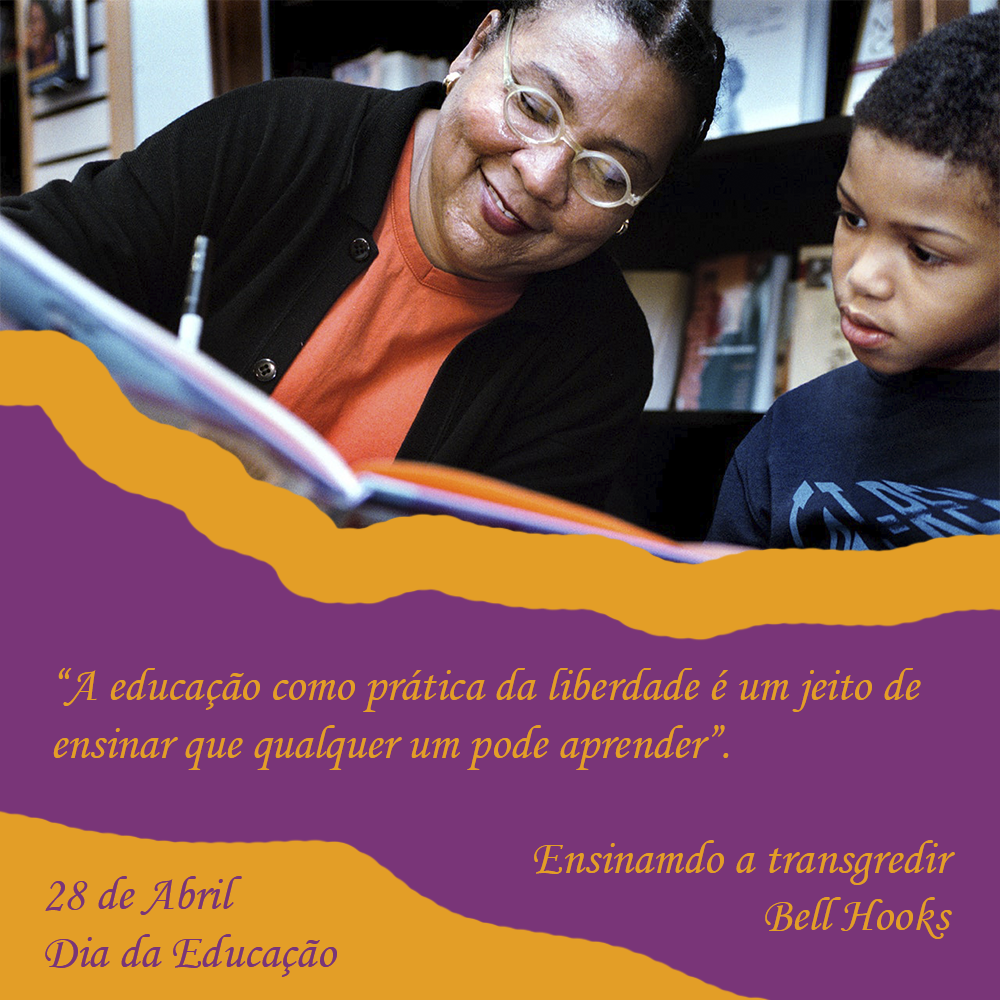 “A educação como prática da liberdade é um jeito de
ensinar que qualquer um pode aprender”.
Ensinamdo a transgredir
Bell Hooks
28 de Abril
Dia da Educação